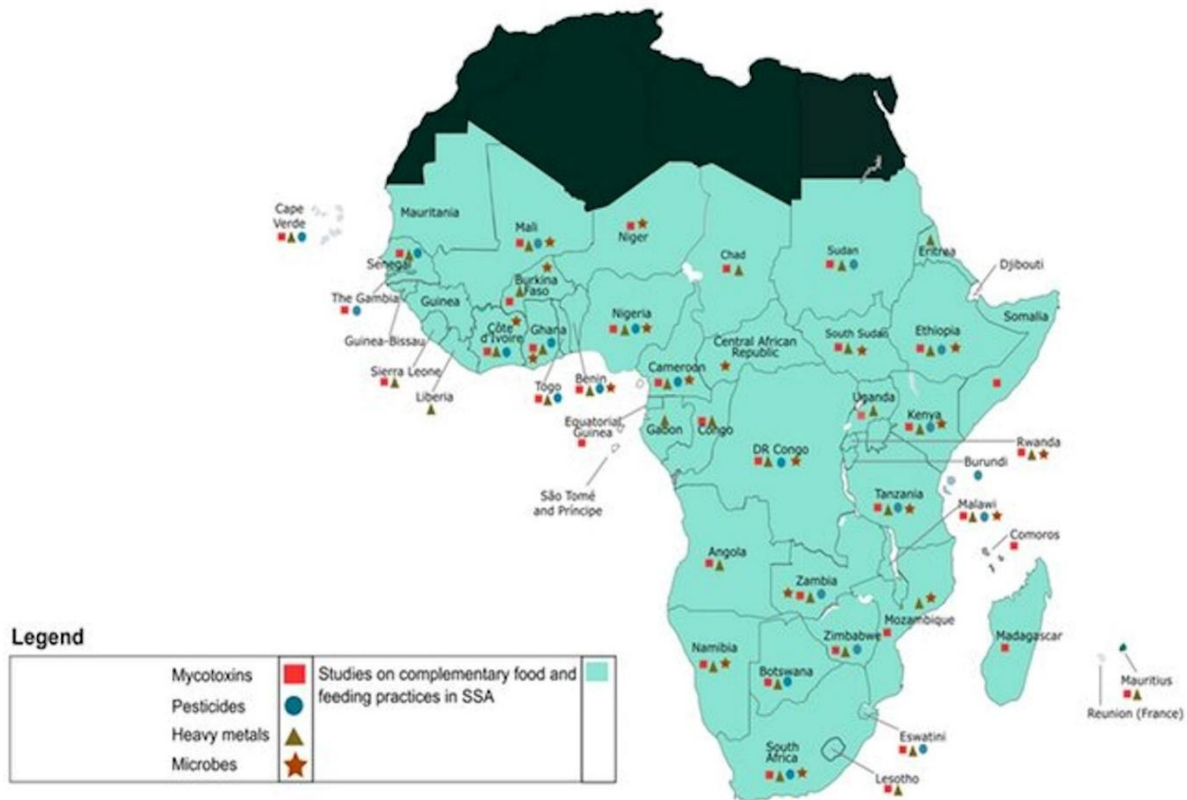 Cape
Verde
Mauritania
Mali
Niger
Chad
Sudan
Eritrea
Djibouti
Senegal
The Gambia
Guinea
Burkina
Faso
Guinea-Bissau
Côte
d'Ivoire
Ghana
Nigeria
Central African
Republic
South Sudan
Ethiopia
Somalia
Sierra Leone
Liberia
Togo
Benin
Cameroon
Uganda
Kenya
Equatorial
Guinea
Gabon
Congo
DR Congo
Rwanda
Burundi
São Tomé
and Príncipe
Tanzania
Malawi
Comoros
Angola
Zambia
Mozambique
Madagascar
Namibia
Zimbabwe
Botswana
Mauritius
Reunion (France)
South
Africa
Eswatini
Lesotho
Legend
Mycotoxins
Pesticides
Heavy metals
Microbes
Studies on complementary food and
feeding practices in SSA